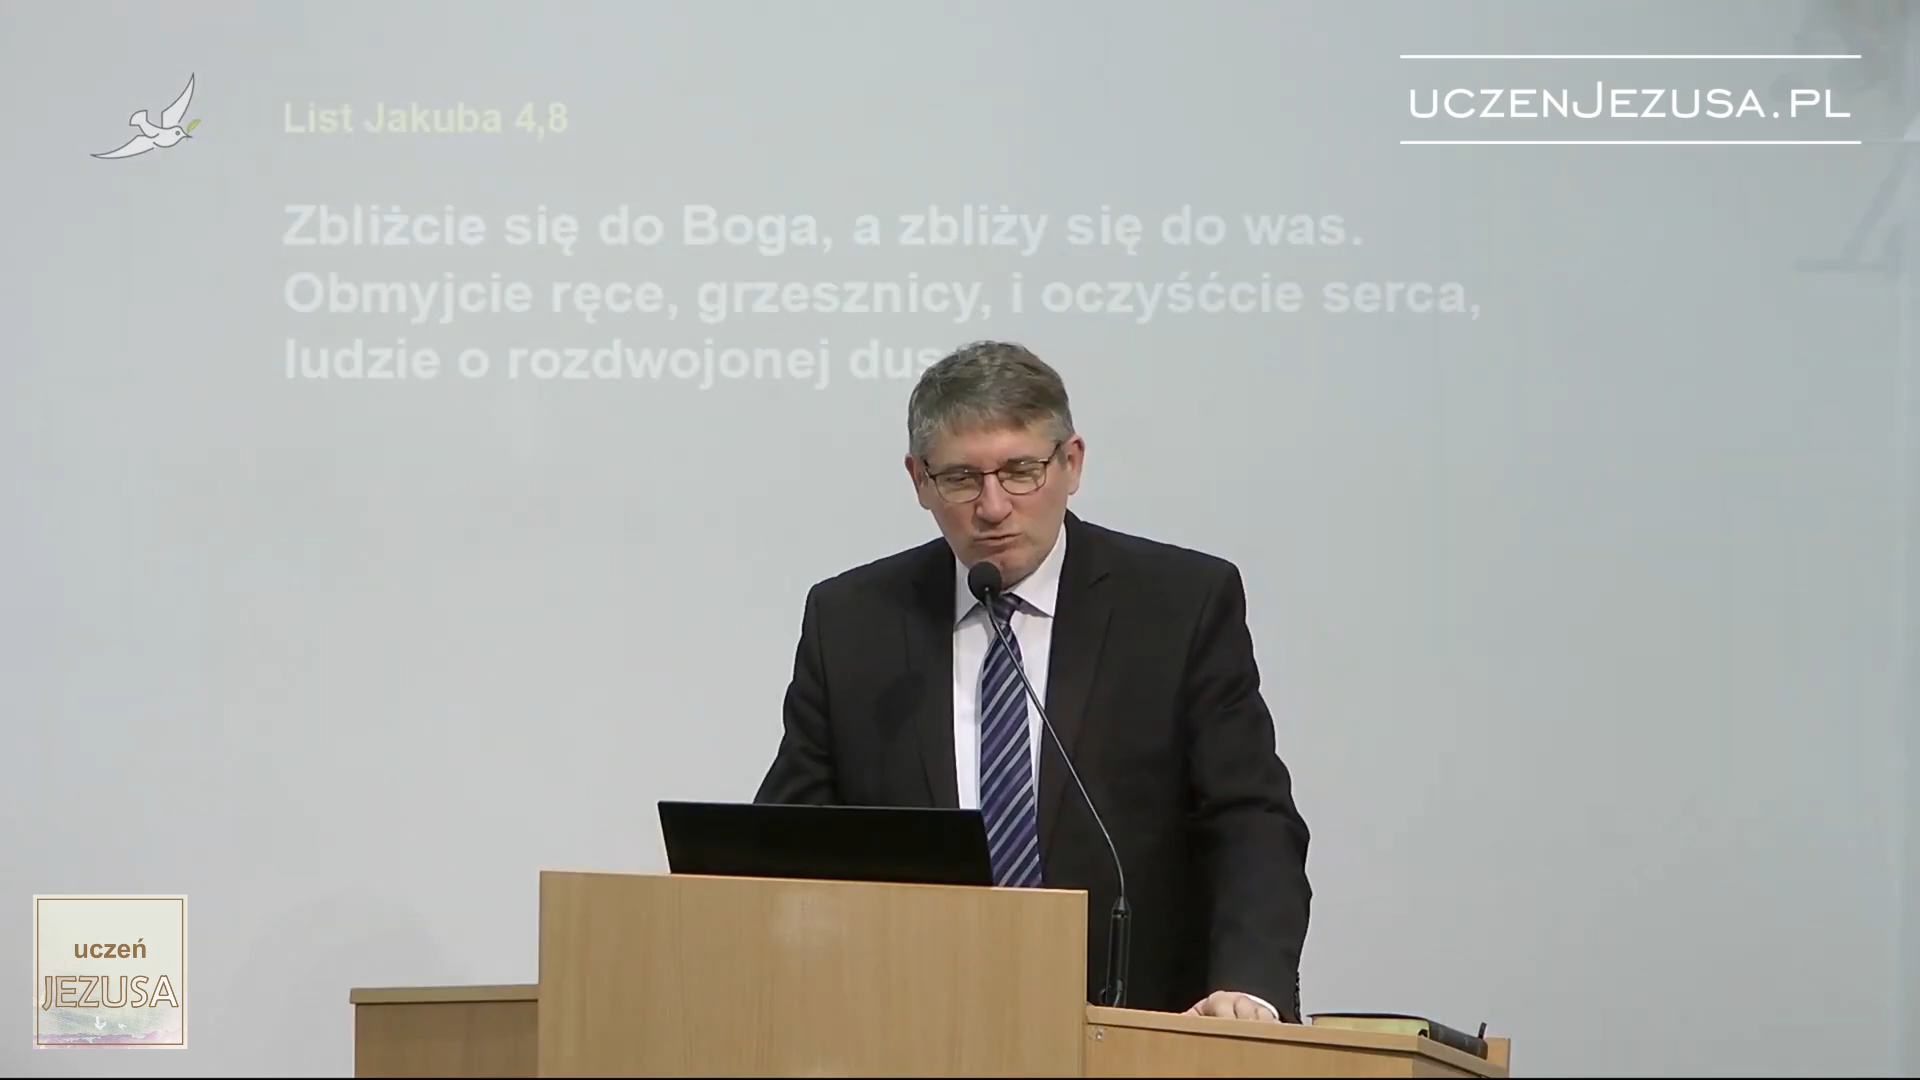 UCZENJEZUSA.PL
List Jakuba 4,8
Zbliżcie się do Boga, a zbliży się do was.
Obmyjcie ręce, grzesznicy, i oczyśćcie serca,
ludzie o rozdwojonej
uczeń
JEZUSA